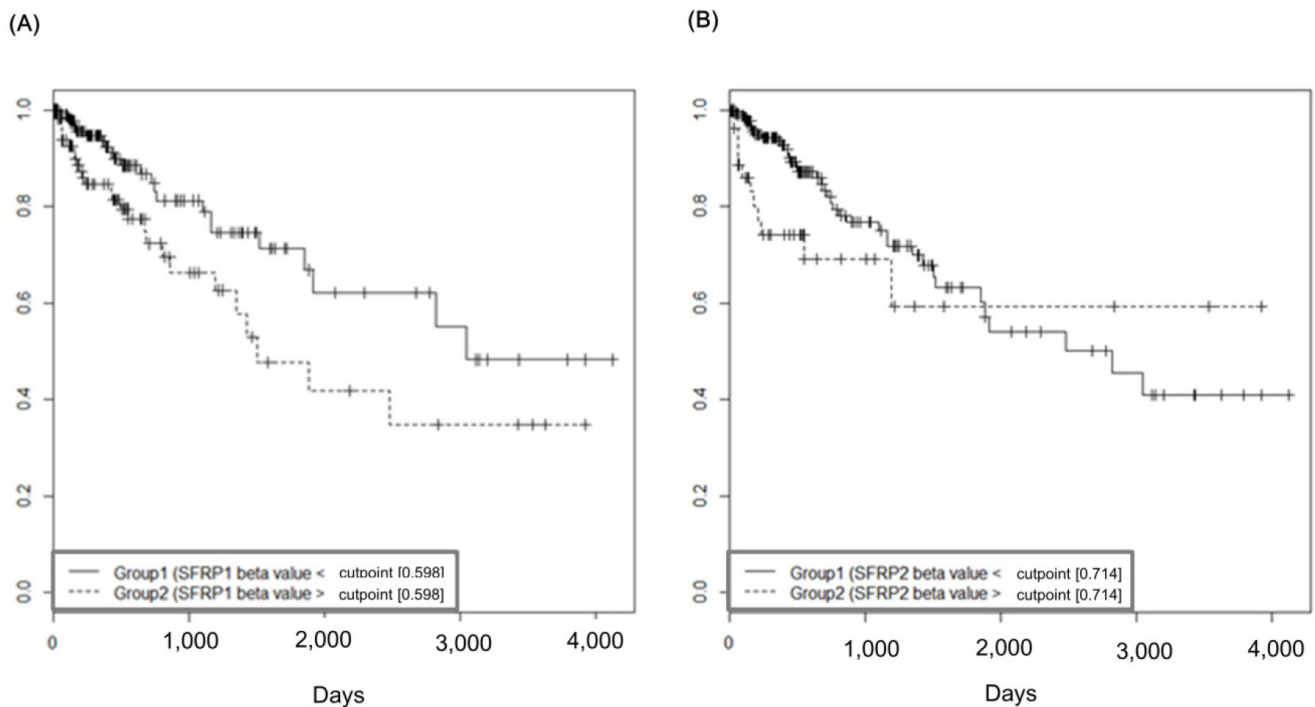 (A)
1.0
0.8
0.6
0.4
0.2
0.0
Group1 (SFRP1 beta value < cutpoint [0.598]
Group2 (SFRP1 beta value > cutpoint [0.598]
0 1,000 2,000 3,000 4,000
Days
(B)
1.0
0.8
0.6
0.4
0.2
0.0
Group1 (SFRP2 beta value < cutpoint [0.714]
Group2 (SFRP2 beta value > cutpoint [0.714]
0 1,000 2,000 3,000 4,000
Days